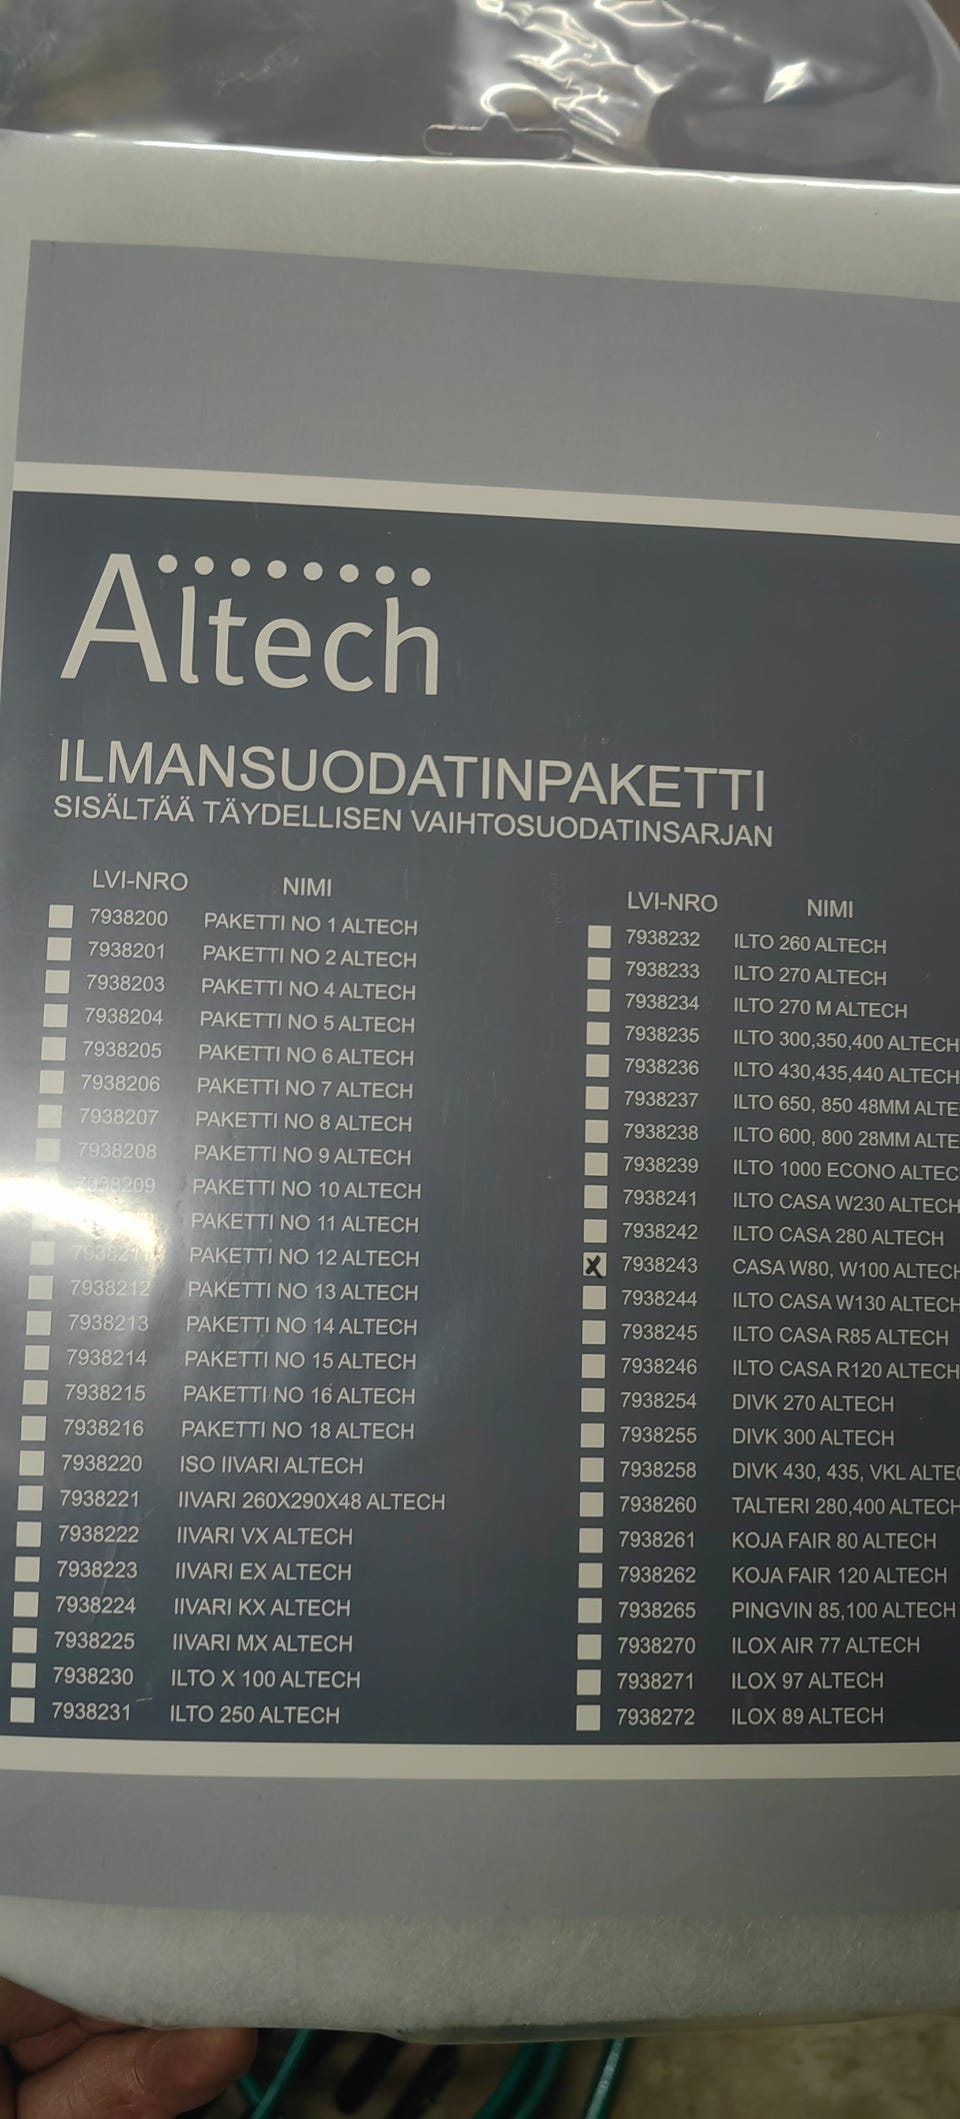 Altech
ILMANSUODATINPAKETTI
SISÄLTÄÄ TÄYDELLISEN VAIHTOSUODATINSARJAN
LVI-NRO NIMI
7938200 PAKETTI NO 1 ALTECH
7938201 PAKETTI NO 2 ALTECH
7938203 PAKETTI NO 4 ALTECH
7938204 PAKETTI NO 5 ALTECH
7938205 PAKETTI NO 6 ALTECH
7938206 PAKETTI NO 7 ALTECH
7938207 PAKETTI NO 8 ALTECH
7938208 PAKETTI NO 9 ALTECH
7938209 PAKETTI NO 10 ALTECH
PAKETTI NO 11 ALTECH
PAKETTI NO 12 ALTECH
7938212 PAKETTI NO 13 ALTECH
7938213 PAKETTI NO 14 ALTECH
7938214 PAKETTI NO 15 ALTECH
7938215 PAKETTI NO 16 ALTECH
7938216 PAKETTI NO 18 ALTECH
7938220 ISO IIVARI ALTECH
7938221 IIVARI 260X290X48 ALTECH
7938222 IIVARI VX ALTECH
7938223 IIVARI EX ALTECH
7938224 IIVARI KX ALTECH
7938225 IIVARI MX ALTECH
7938230 ILTO X 100 ALTECH
7938231 ILTO 250 ALTECH
LVI-NRO NIMI
7938232 ILTO 260 ALTECH
7938233 ILTO 270 ALTECH
7938234 ILTO 270 M ALTECH
7938235 ILTO 300,350,400 ALTECH
7938236 ILTO 430,435,440 ALTECH
7938237 ILTO 650, 850 48MM ALTE
7938238 ILTO 600, 800 28MM ALTE
7938239 ILTO 1000 ECONO ALTEC
7938241 ILTO CASA W230 ALTECH
7938242 ILTO CASA 280 ALTECH
X 7938243 CASA W80, W100 ALTECH
7938244 ILTO CASA W130 ALTECH
7938245 ILTO CASA R85 ALTECH
7938246 ILTO CASA R120 ALTECH
7938254 DIVK 270 ALTECH
7938255 DIVK 300 ALTECH
7938258 DIVK 430, 435, VKL ALTEC
7938260 TALTERI 280,400 ALTECH
7938261 KOJA FAIR 80 ALTECH
7938262 KOJA FAIR 120 ALTECH
7938265 PINGVIN 85,100 ALTECH
7938270 ILOX AIR 77 ALTECH
7938271 ILOX 97 ALTECH
7938272 ILOX 89 ALTECH